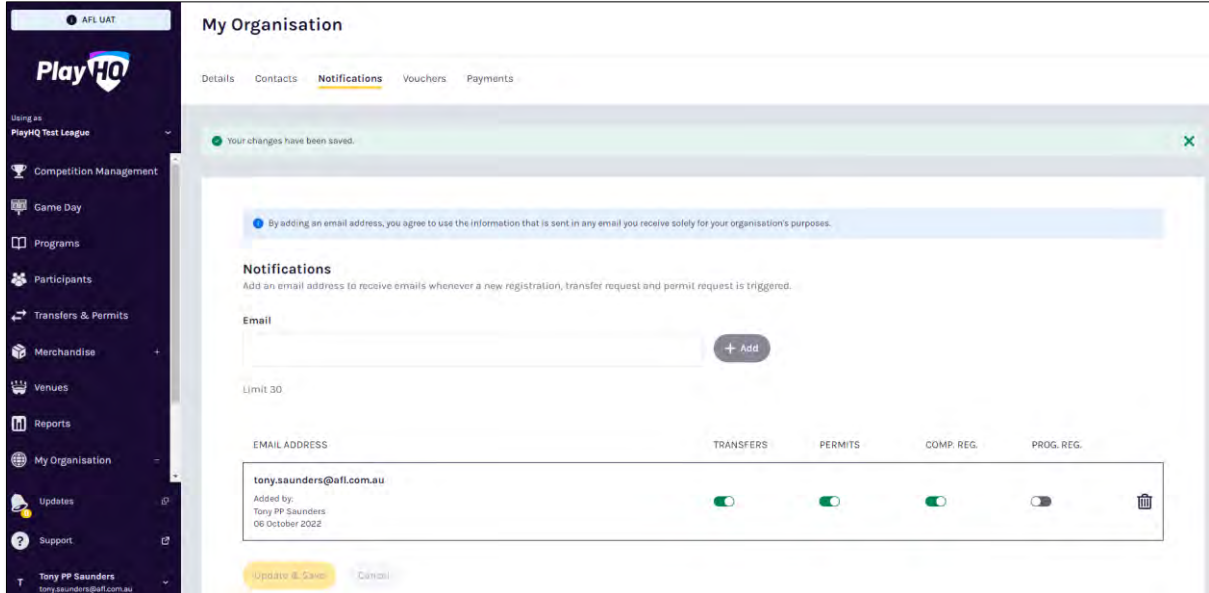 AFL UAT
PlayHQ
Using as
PlayHQ Test League
Competition Management
Game Day
Programs
Participants
Transfers & Permits
Merchandise +
Venues
Reports
My Organisation −
Updates
Support
T Tony PP Saunders
tony.saunders@afl.com.au
My Organisation
Details Contacts Notifications Vouchers Payments
Your changes have been saved.
By adding an email address, you agree to use the information that is sent in any email you receive solely for your organisation's purposes.
Notifications
Add an email address to receive emails whenever a new registration, transfer request and permit request is triggered.
Email
+ Add
Limit 30
EMAIL ADDRESS TRANSFERS PERMITS COMP. REG. PROG. REG.
tony.saunders@afl.com.au
Added by:
Tony PP Saunders
06 October 2022
Update & Save Cancel